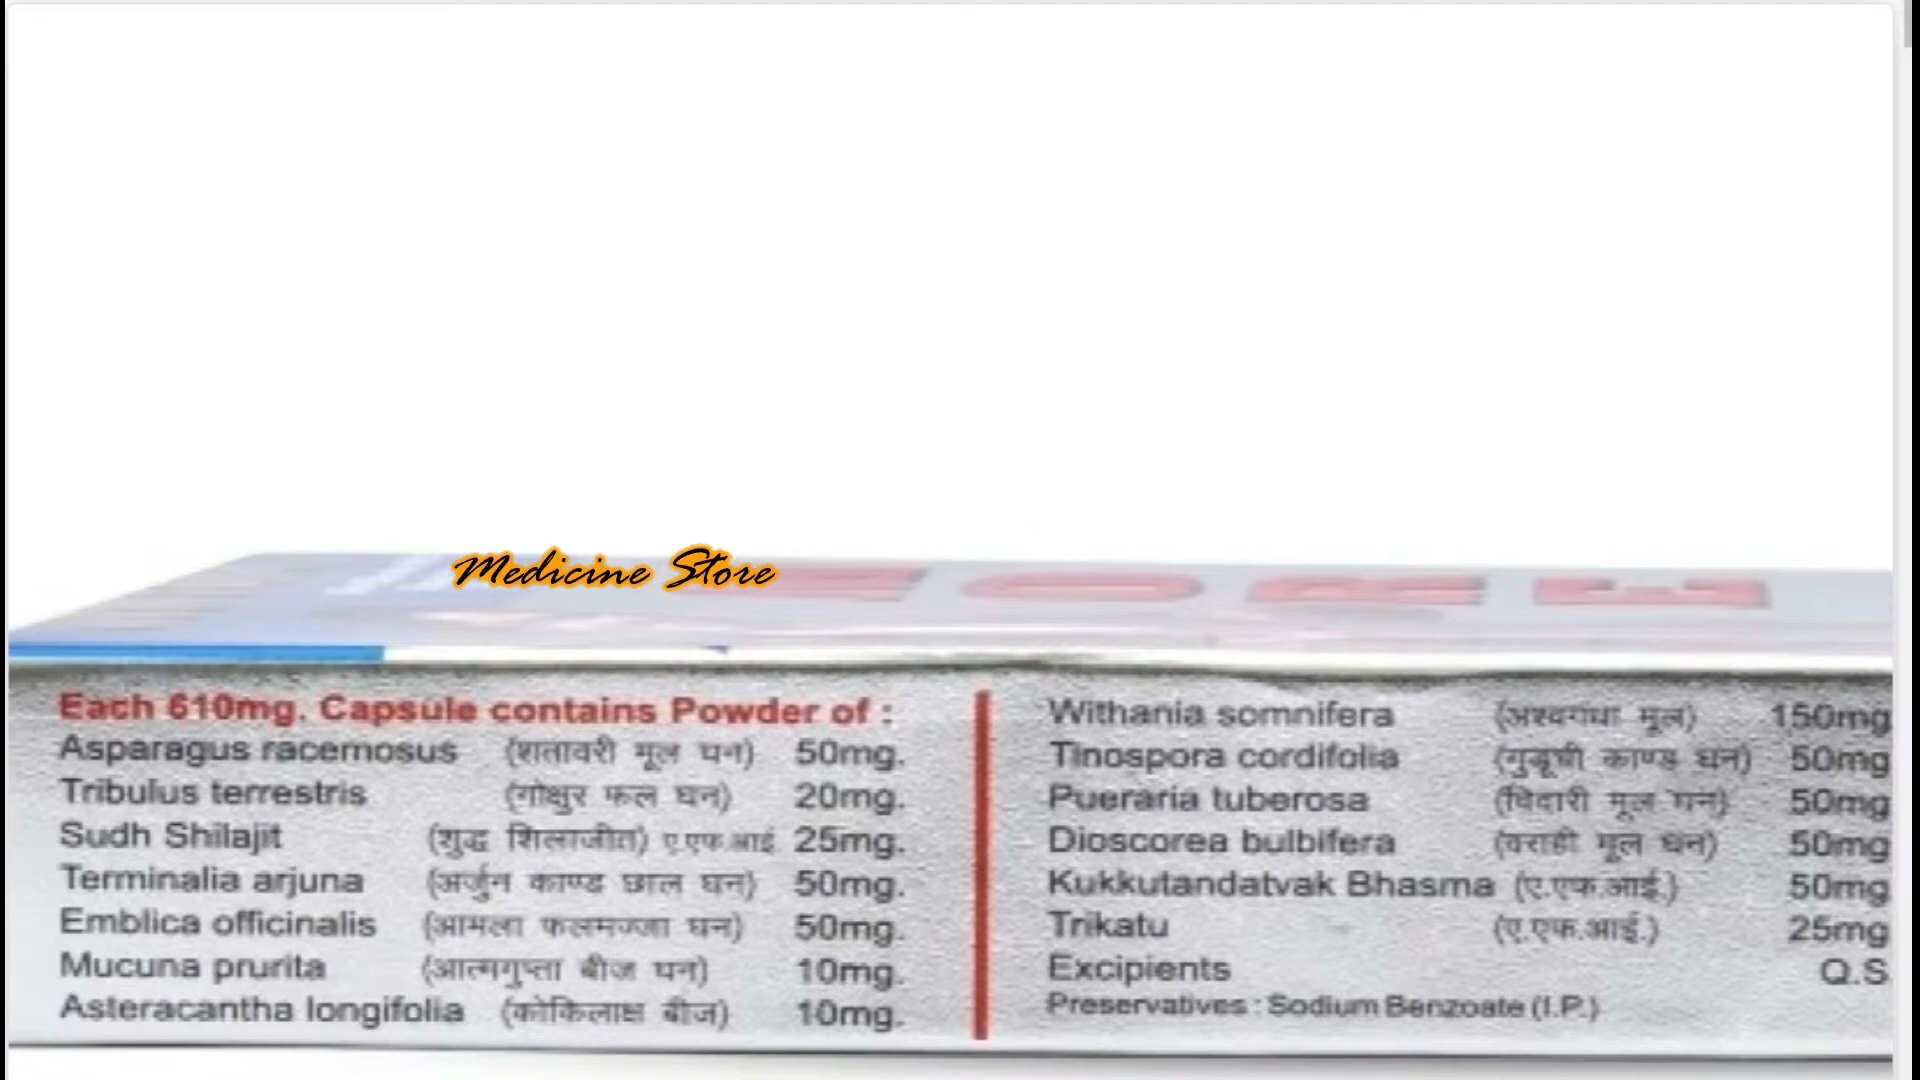 Medicine Store
Each 610mg. Capsule contains Powder of :
Asparagus racemosus (शतावरी मूल घन) 50mg.
Tribulus terrestris (गोक्षुर फल घन) 20mg.
Sudh Shilajit (शुद्ध शिलाजीत) ए.एफ.आई 25mg.
Terminalia arjuna (अर्जुन काण्ड छाल घन) 50mg.
Emblica officinalis (आमला फलमज्जा घन) 50mg.
Mucuna prurita (आत्मगुप्ता बीज घन) 10mg.
Asteracantha longifolia (कोकिलाक्ष बीज) 10mg.
Withania somnifera (अश्वगंधा मूल) 150mg
Tinospora cordifolia (गुडूची काण्ड घन) 50mg
Pueraria tuberosa (विदारी मूल घन) 50mg
Dioscorea bulbifera (वराही मूल घन) 50mg
Kukkutandatvak Bhasma (ए.एफ.आई.) 50mg
Trikatu (ए.एफ.आई.) 25mg
Excipients Q.S
Preservatives : Sodium Benzoate (I.P.)